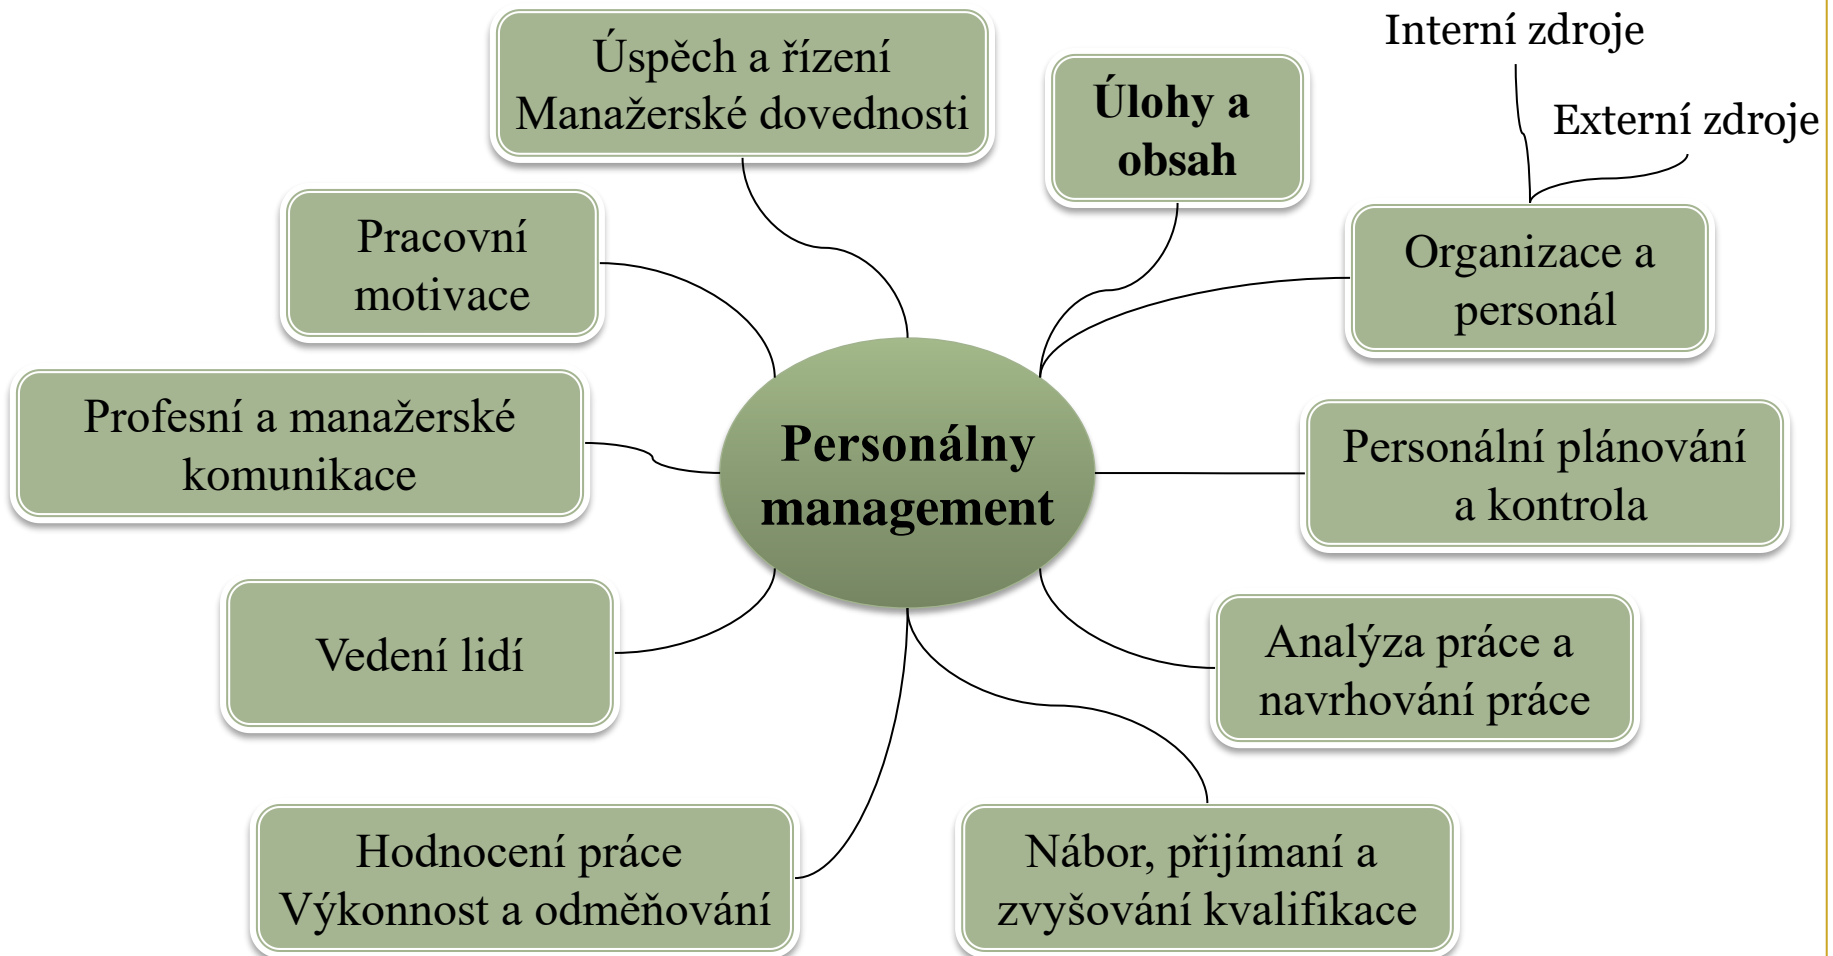 Úspěch a řízení
Manažerské dovednosti
Úlohy a
obsah
Interní zdroje
Externí zdroje
Organizace a
personál
Pracovní
motivace
Profesní a manažerské
komunikace
Personálny
management
Personální plánování
a kontrola
Vedení lidí
Analýza práce a
navrhování práce
Hodnocení práce
Výkonnost a odměňování
Nábor, přijímaní a
zvyšování kvalifikace